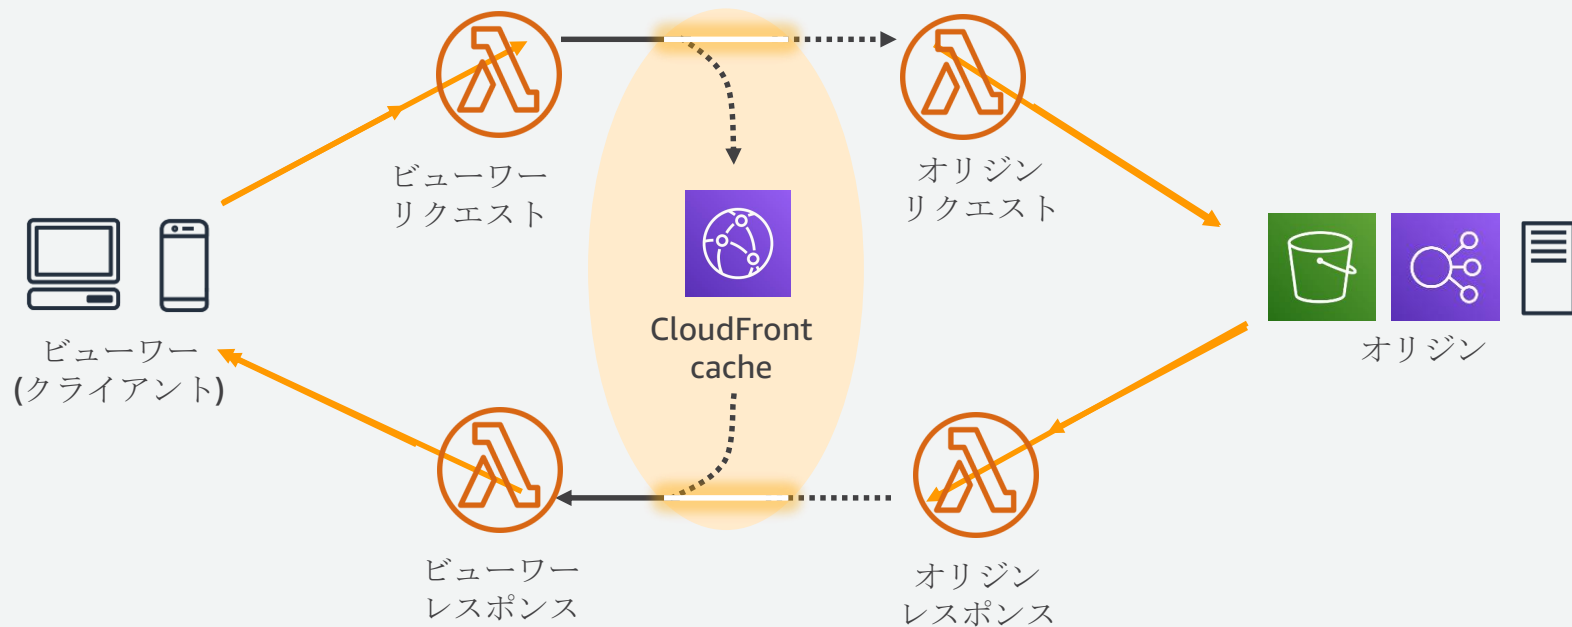 ビューワー
リクエスト
オリジン
リクエスト
CloudFront
cache
ビューワー
(クライアント)
オリジン
ビューワー
レスポンス
オリジン
レスポンス